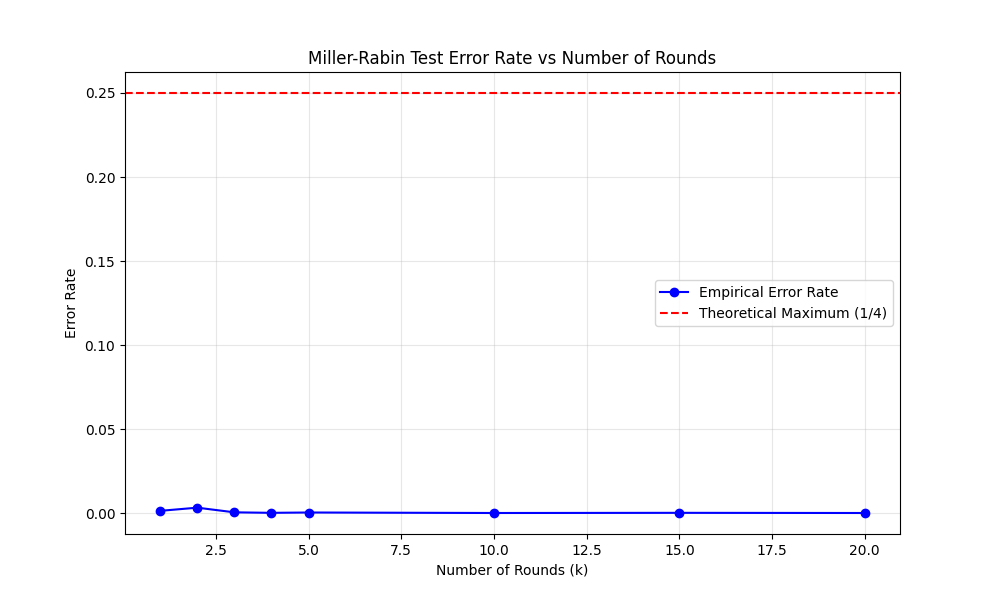 Miller-Rabin Test Error Rate vs Number of Rounds
0.25
0.20
0.15
0.10
0.05
0.00
Error Rate
Empirical Error Rate
Theoretical Maximum (1/4)
2.5 5.0 7.5 10.0 12.5 15.0 17.5 20.0
Number of Rounds (k)